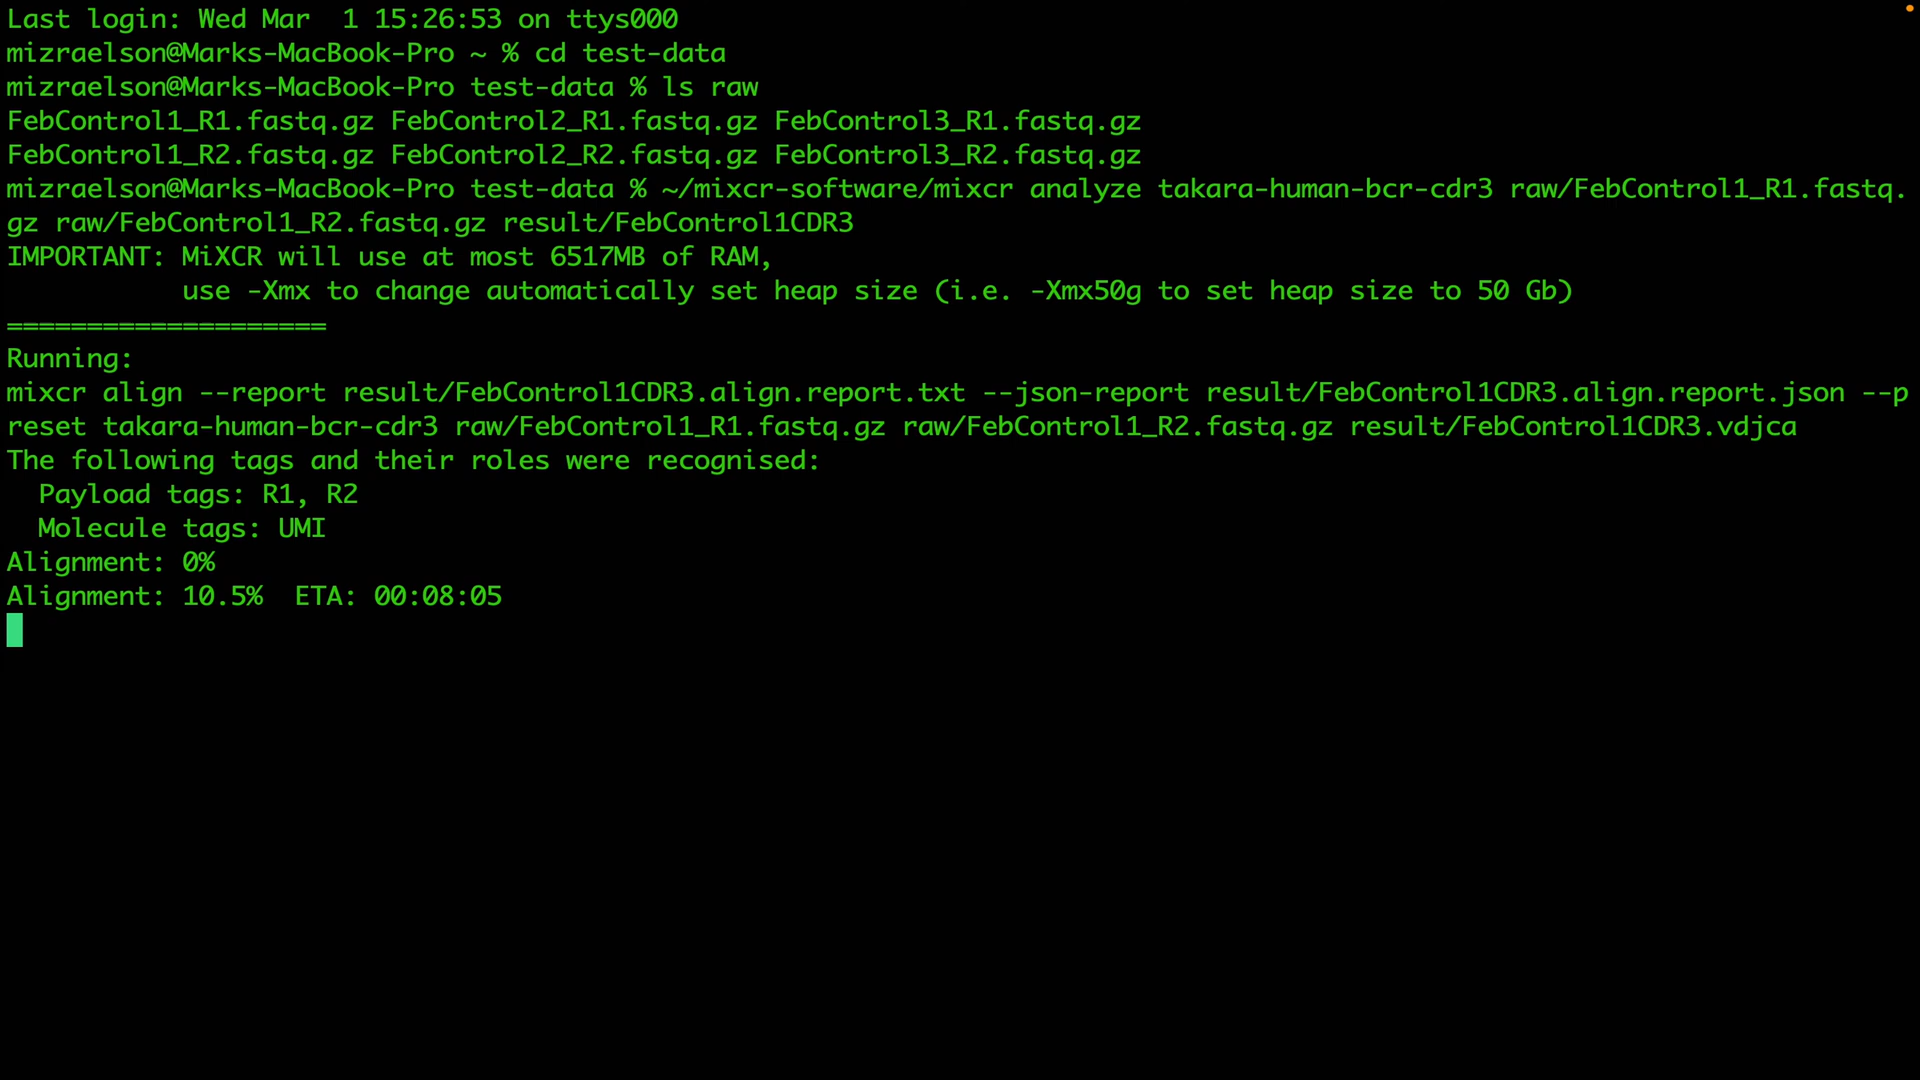 Last login: Wed Mar  1 15:26:53 on ttys000
mizraelson@Marks-MacBook-Pro ~ % cd test-data
mizraelson@Marks-MacBook-Pro test-data % ls raw
FebControl1_R1.fastq.gz FebControl2_R1.fastq.gz FebControl3_R1.fastq.gz
FebControl1_R2.fastq.gz FebControl2_R2.fastq.gz FebControl3_R2.fastq.gz
mizraelson@Marks-MacBook-Pro test-data % ~/mixcr-software/mixcr analyze takara-human-bcr-cdr3 raw/FebControl1_R1.fastq.
gz raw/FebControl1_R2.fastq.gz result/FebControl1CDR3
IMPORTANT: MiXCR will use at most 6517MB of RAM,
           use -Xmx to change automatically set heap size (i.e. -Xmx50g to set heap size to 50 Gb)
====================
Running:
mixcr align --report result/FebControl1CDR3.align.report.txt --json-report result/FebControl1CDR3.align.report.json --p
reset takara-human-bcr-cdr3 raw/FebControl1_R1.fastq.gz raw/FebControl1_R2.fastq.gz result/FebControl1CDR3.vdjca
The following tags and their roles were recognised:
  Payload tags: R1, R2
  Molecule tags: UMI
Alignment: 0%
Alignment: 10.5%  ETA: 00:08:05